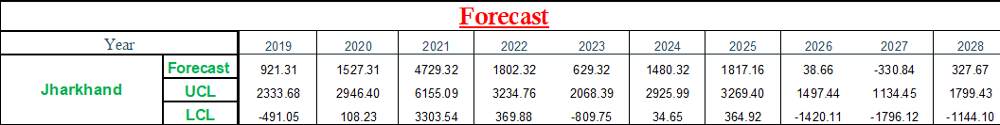 Forecast
Year 2019 2020 2021 2022 2023 2024 2025 2026 2027 2028
Jharkhand Forecast 921.31 1527.31 4729.32 1802.32 629.32 1480.32 1817.16 38.66 -330.84 327.67
UCL 2333.68 2946.40 6155.09 3234.76 2068.39 2925.99 3269.40 1497.44 1134.45 1799.43
LCL -491.05 108.23 3303.54 369.88 -809.75 34.65 364.92 -1420.11 -1796.12 -1144.10